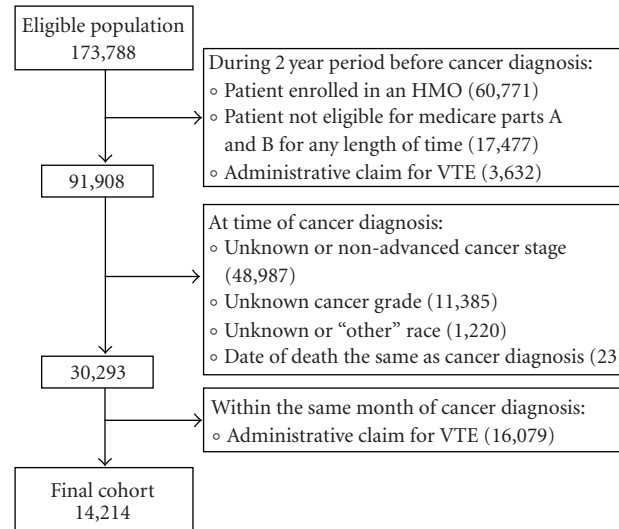 Eligible population
173,788
During 2 year period before cancer diagnosis:
◦ Patient enrolled in an HMO (60,771)
◦ Patient not eligible for medicare parts A
and B for any length of time (17,477)
◦ Administrative claim for VTE (3,632)
91,908
At time of cancer diagnosis:
◦ Unknown or non-advanced cancer stage
(48,987)
◦ Unknown cancer grade (11,385)
◦ Unknown or “other” race (1,220)
◦ Date of death the same as cancer diagnosis (23)
30,293
Within the same month of cancer diagnosis:
◦ Administrative claim for VTE (16,079)
Final cohort
14,214